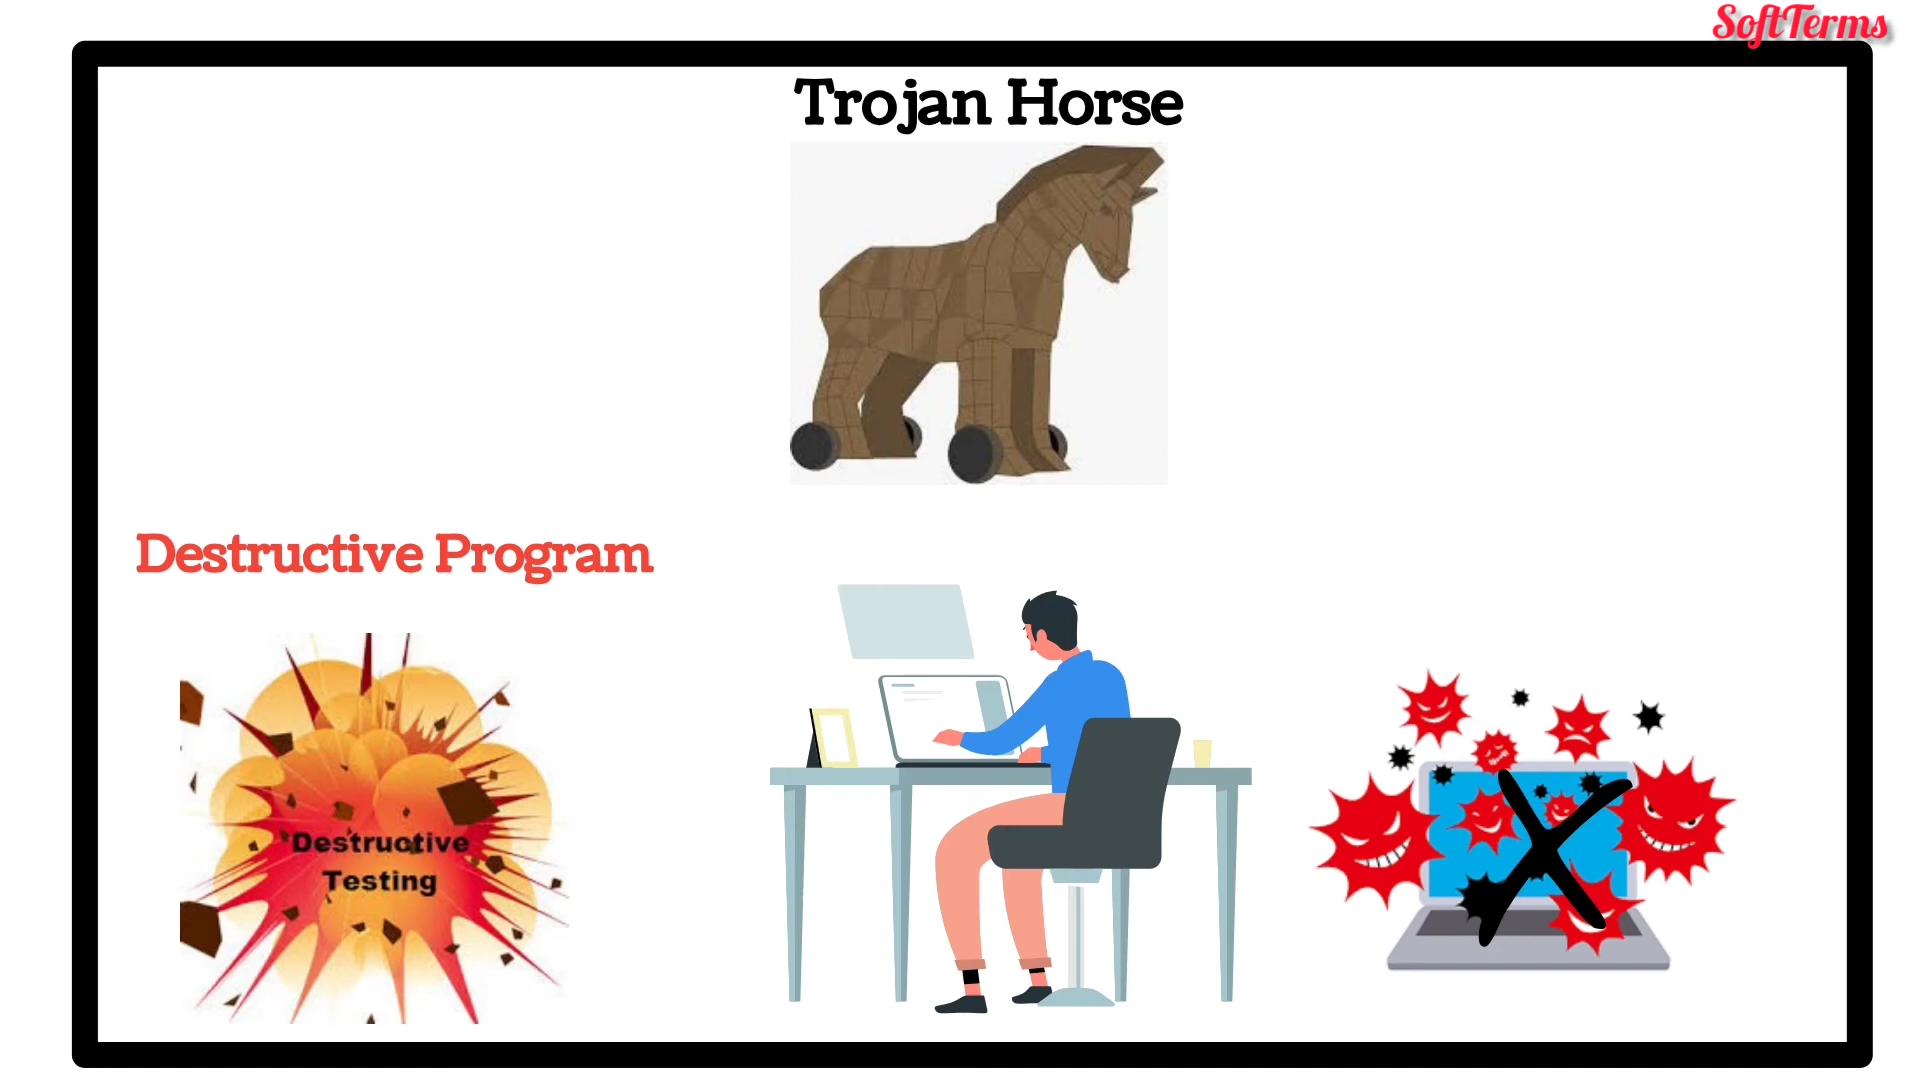 SoftTerms
Trojan Horse
Destructive Program
Destructive
Testing